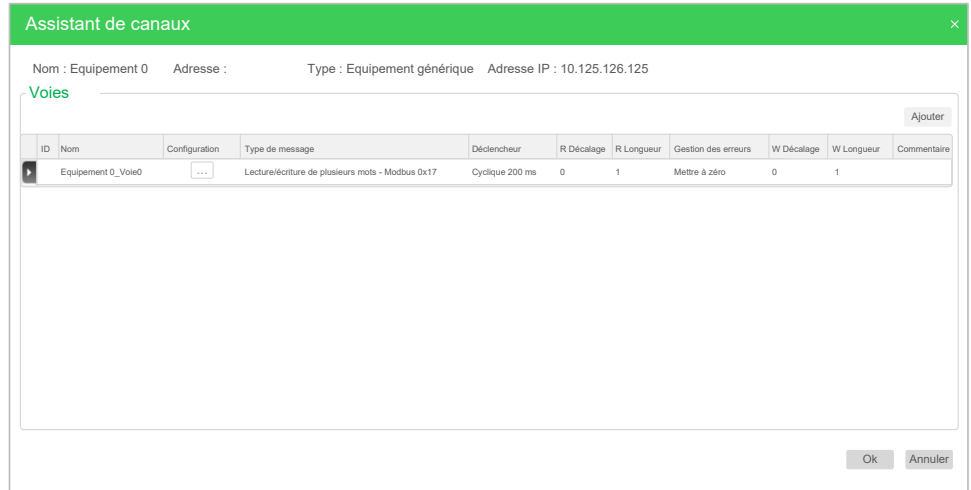 Assistant de canaux
Nom : Equipement 0 Adresse : Type : Equipement générique Adresse IP : 10.125.126.125
Voies
Ajouter
ID Nom Configuration Type de message Déclencheur R Décalage R Longueur Gestion des erreurs W Décalage W Longueur Commentaire
Equipement 0_Voie0 ... Lecture/écriture de plusieurs mots - Modbus 0x17 Cyclique 200 ms 0 1 Mettre à zéro 0 1
Ok Annuler